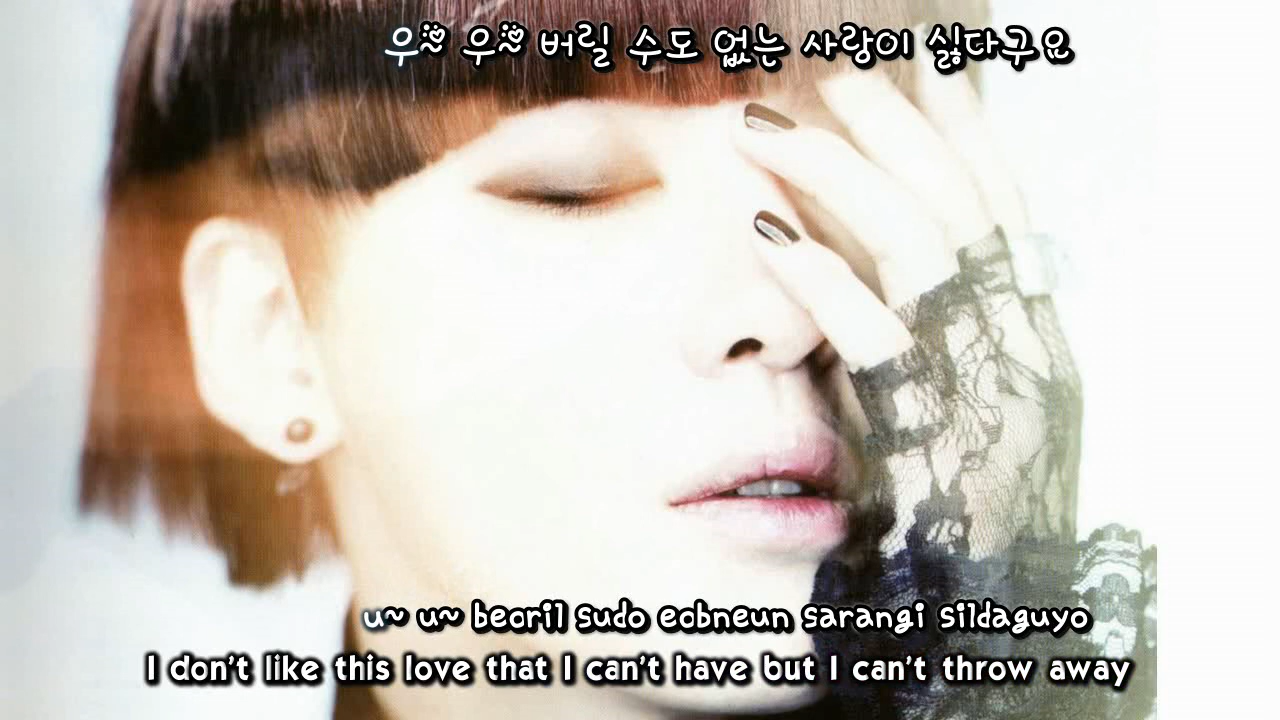 우~ 우~ 버릴 수도 없는 사랑이 싫다구요
u~ u~ beoril sudo eobneun sarangi sildaguyo
I don't like this love that I can't have but I can't throw away